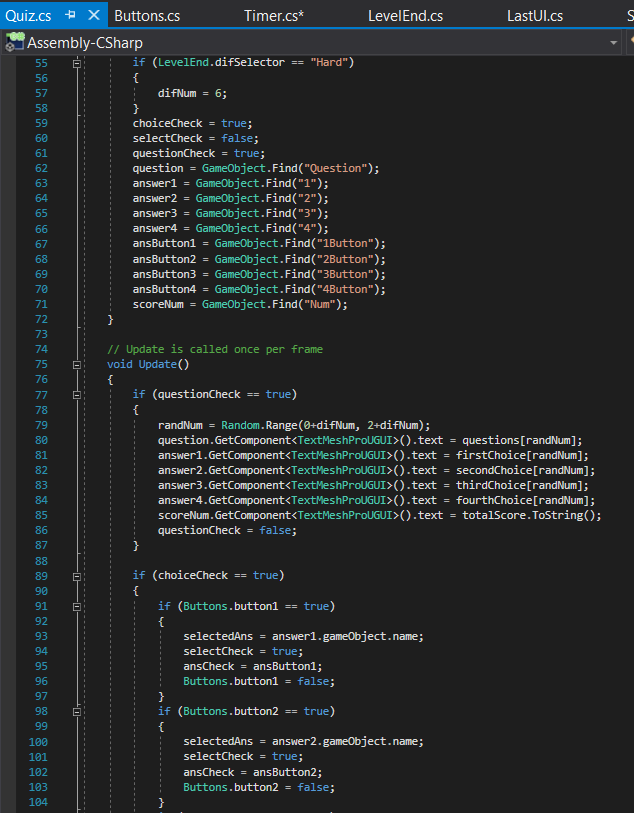 Quiz.cs Buttons.cs Timer.cs* LevelEnd.cs LastUI.cs S
Assembly-CSharp
55 if (LevelEnd.difSelector == "Hard")
56 {
57 difNum = 6;
58 }
59 choiceCheck = true;
60 selectCheck = false;
61 questionCheck = true;
62 question = GameObject.Find("Question");
63 answer1 = GameObject.Find("1");
64 answer2 = GameObject.Find("2");
65 answer3 = GameObject.Find("3");
66 answer4 = GameObject.Find("4");
67 ansButton1 = GameObject.Find("1Button");
68 ansButton2 = GameObject.Find("2Button");
69 ansButton3 = GameObject.Find("3Button");
70 ansButton4 = GameObject.Find("4Button");
71 scoreNum = GameObject.Find("Num");
72 }
73
74 // Update is called once per frame
75 void Update()
76 {
77 if (questionCheck == true)
78 {
79 randNum = Random.Range(0+difNum, 2+difNum);
80 question.GetComponent<TextMeshProUGUI>().text = questions[randNum];
81 answer1.GetComponent<TextMeshProUGUI>().text = firstChoice[randNum];
82 answer2.GetComponent<TextMeshProUGUI>().text = secondChoice[randNum];
83 answer3.GetComponent<TextMeshProUGUI>().text = thirdChoice[randNum];
84 answer4.GetComponent<TextMeshProUGUI>().text = fourthChoice[randNum];
85 scoreNum.GetComponent<TextMeshProUGUI>().text = totalScore.ToString();
86 questionCheck = false;
87 }
88
89 if (choiceCheck == true)
90 {
91 if (Buttons.button1 == true)
92 {
93 selectedAns = answer1.gameObject.name;
94 selectCheck = true;
95 ansCheck = ansButton1;
96 Buttons.button1 = false;
97 }
98 if (Buttons.button2 == true)
99 {
100 selectedAns = answer2.gameObject.name;
101 selectCheck = true;
102 ansCheck = ansButton2;
103 Buttons.button2 = false;
104 }